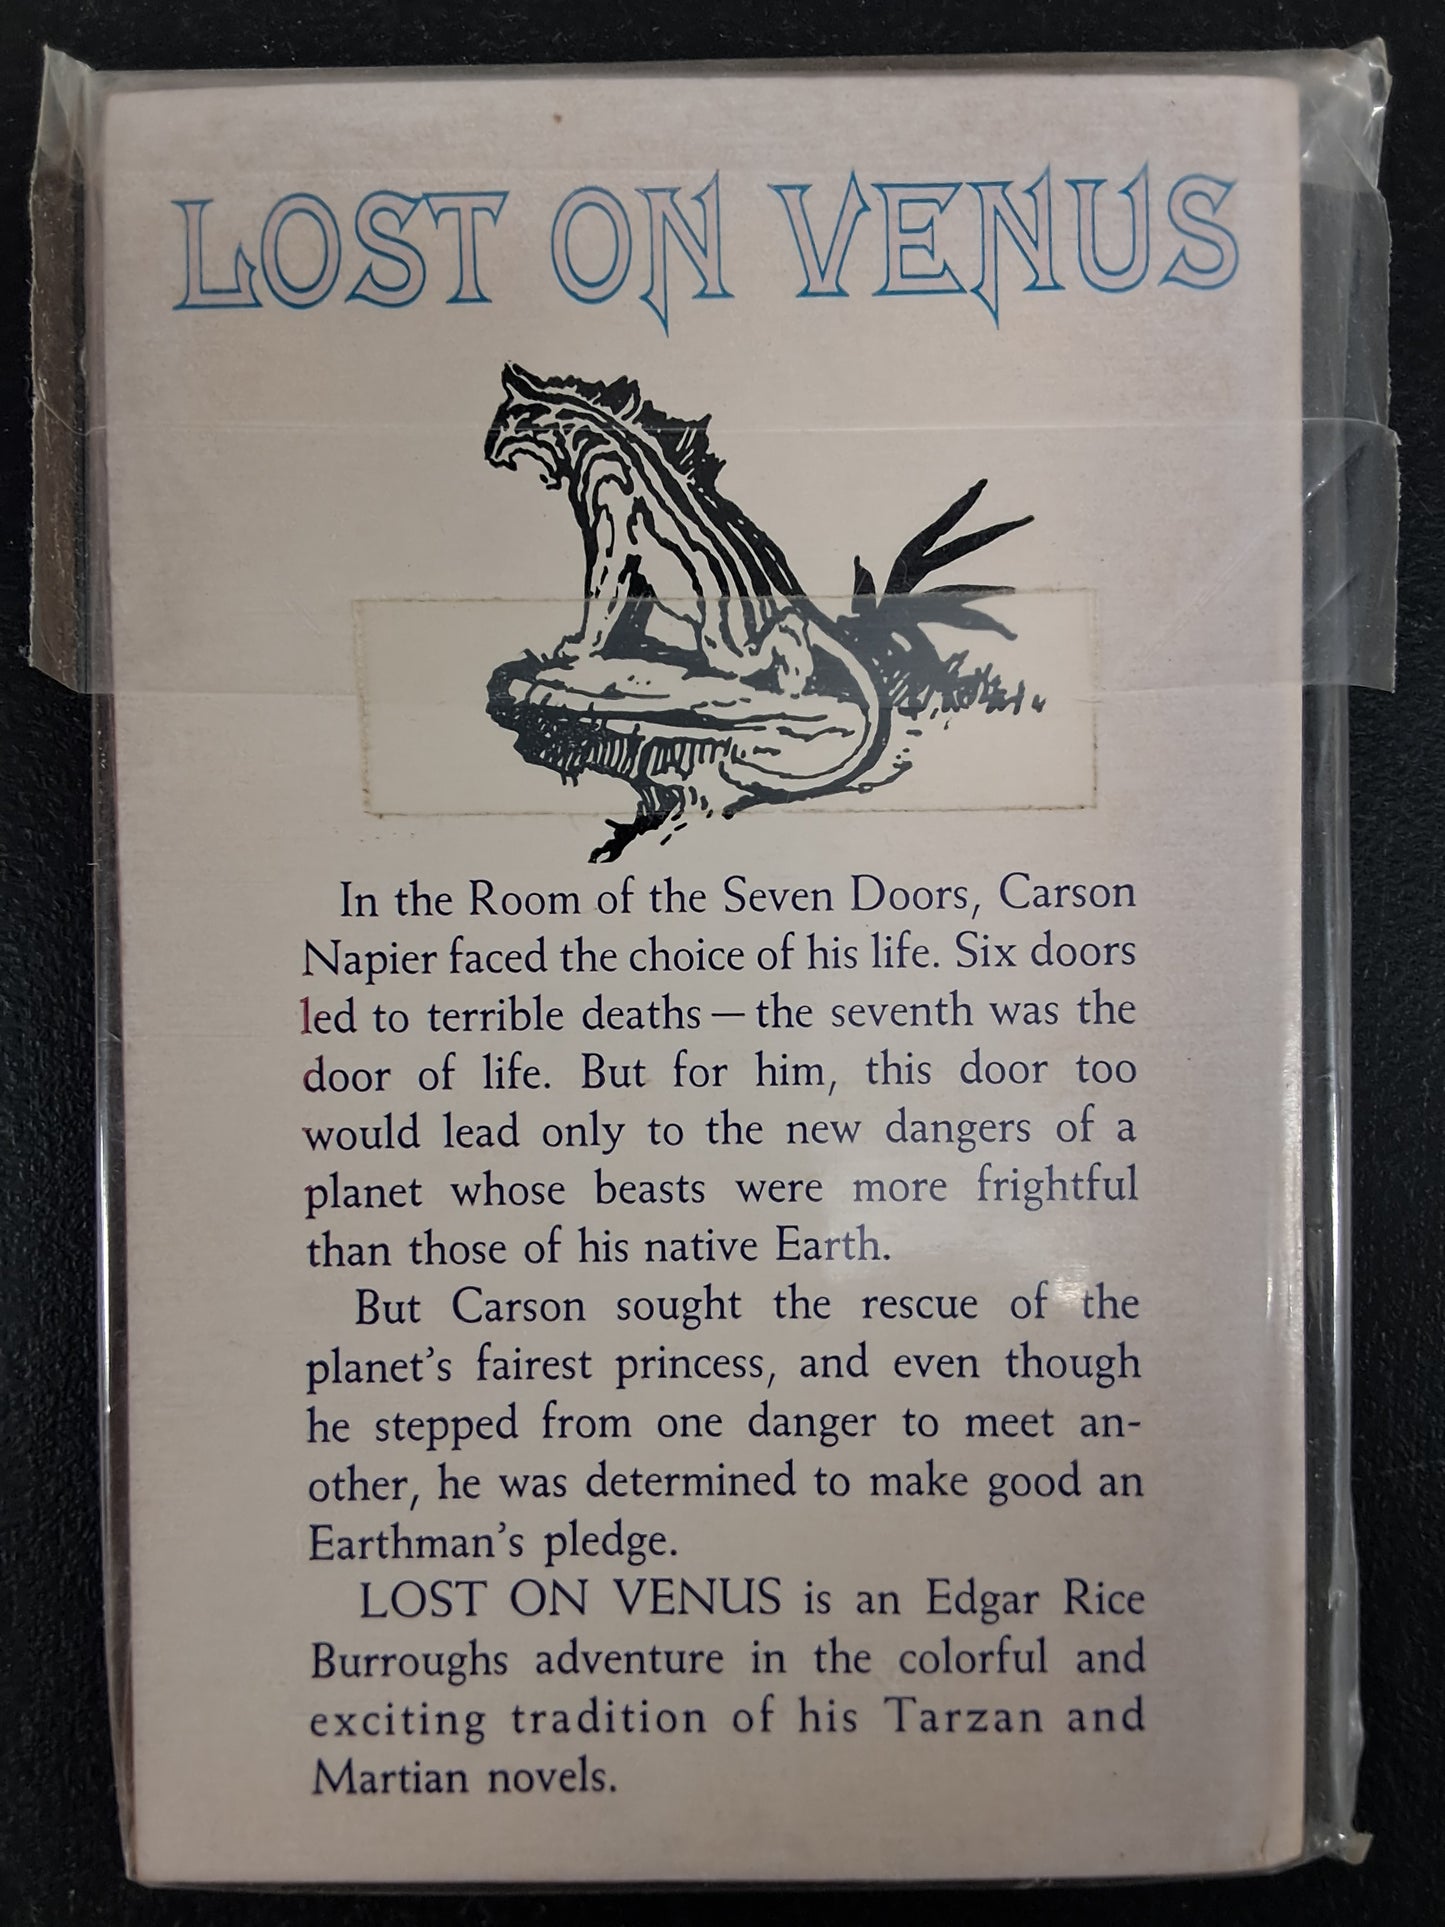 LOST ON VENUS
In the Room of the Seven Doors, Carson
Napier faced the choice of his life. Six doors
led to terrible deaths — the seventh was the
door of life. But for him, this door too
would lead only to the new dangers of a
planet whose beasts were more frightful
than those of his native Earth.
But Carson sought the rescue of the
planet's fairest princess, and even though
he stepped from one danger to meet an-
other, he was determined to make good an
Earthman's pledge.
LOST ON VENUS is an Edgar Rice
Burroughs adventure in the colorful and
exciting tradition of his Tarzan and
Martian novels.